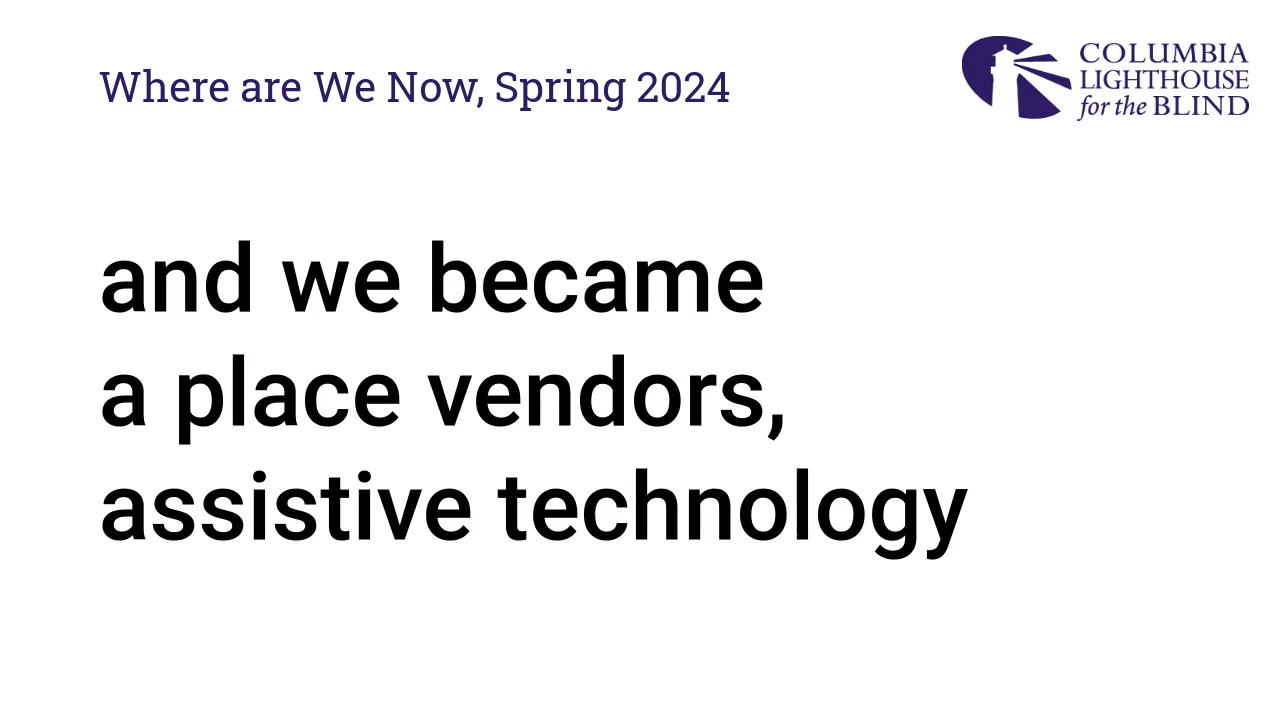 Where are We Now, Spring 2024
COLUMBIA
LIGHTHOUSE
for the BLIND
and we became
a place vendors,
assistive technology